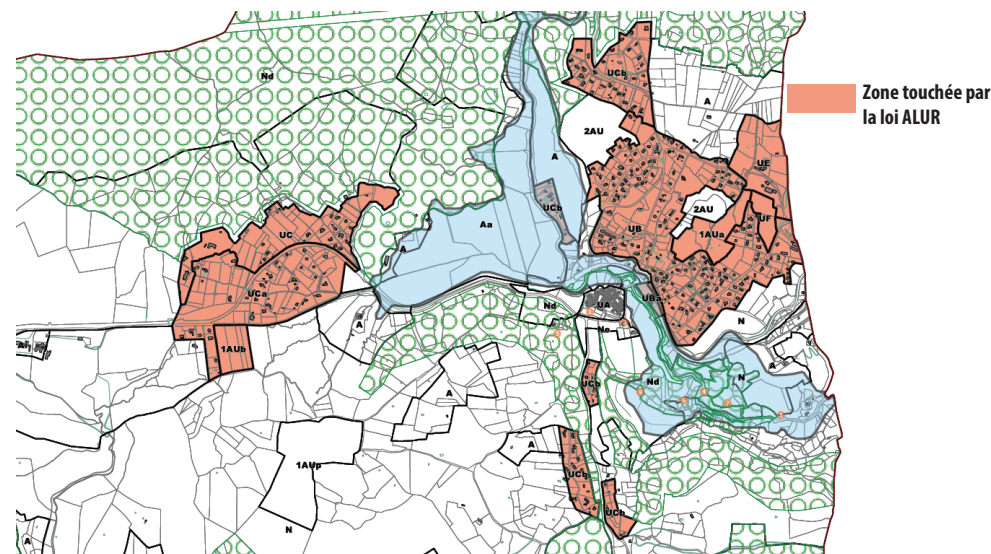 UCb
Nd
A
Zone touchée par
la loi ALUR
2AU
A
UE
UCb
2AU
UF
Aa
UC
UB
1AUa
A
UCa
UBa
Nd
UA
N
A
Ne
A
1AUb
UCb
Nd
N
A
A
1AUp
UCb
UCb
N
A